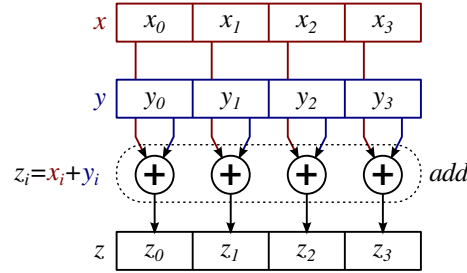 x x₀ x₁ x₂ x₃
y y₀ y₁ y₂ y₃
zᵢ=xᵢ+yᵢ + + + + add
z z₀ z₁ z₂ z₃